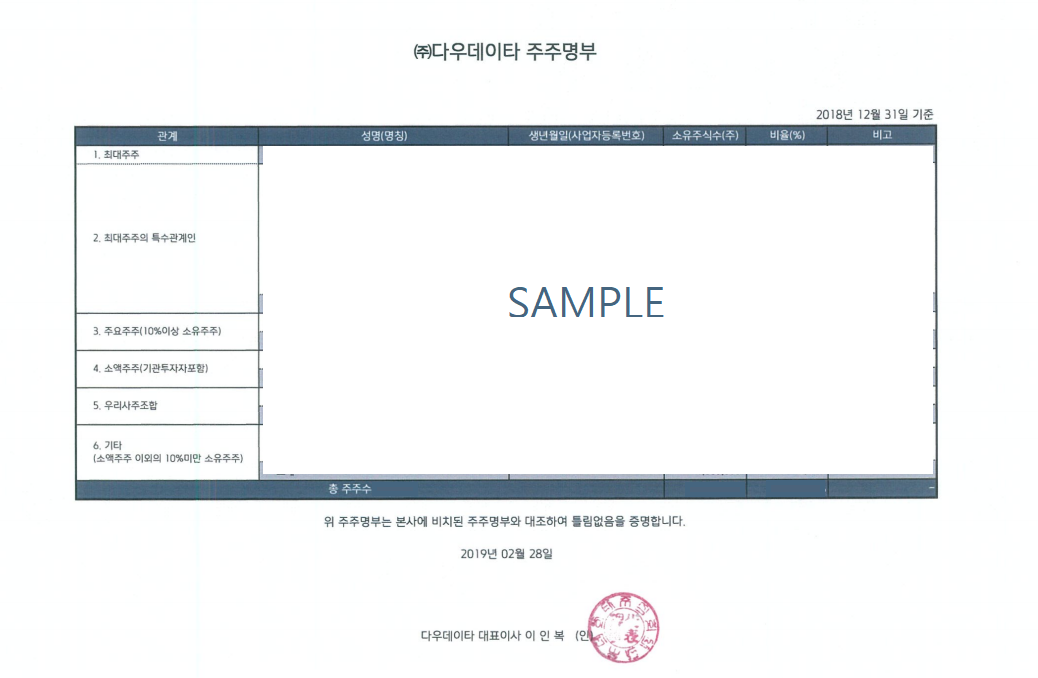 ㈜다우데이타 주주명부
2018년 12월 31일 기준
관계 성명(명칭) 생년월일(사업자등록번호) 소유주식수(주) 비율(%) 비고
1. 최대주주
2. 최대주주의 특수관계인
SAMPLE
3. 주요주주(10%이상 소유주주)
4. 소액주주(기관투자자포함)
5. 우리사주조합
6. 기타
(소액주주 이외의 10%미만 소유주주)
총 주주수
위 주주명부는 본사에 비치된 주주명부와 대조하여 틀림없음을 증명합니다.
2019년 02월 28일
다우데이타 대표이사 이 인 복 (인)